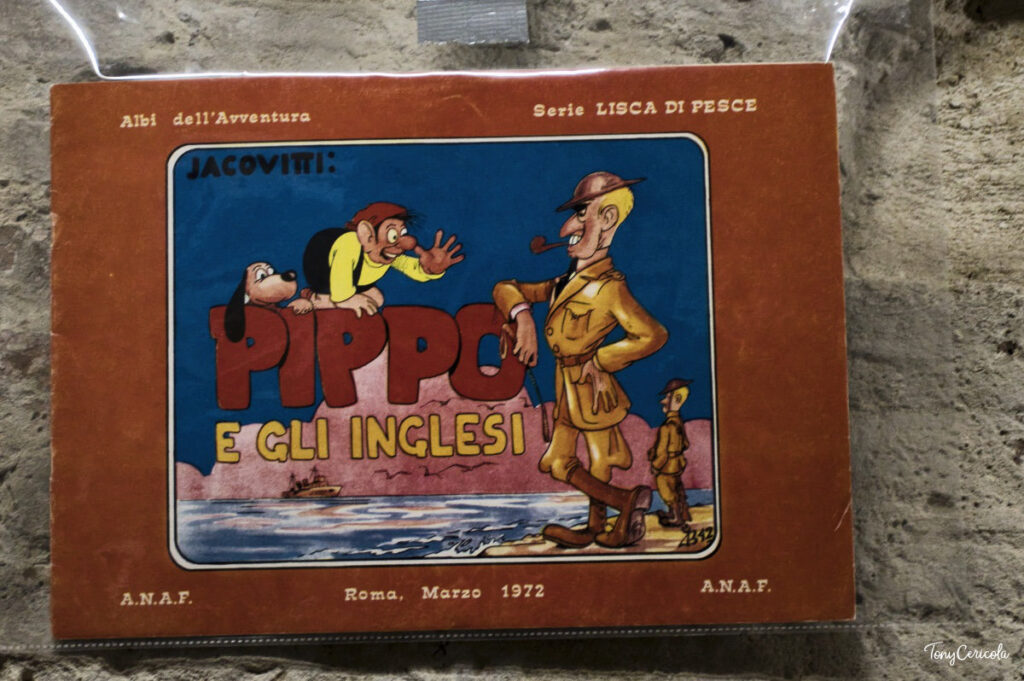 Albi dell'Avventura
Serie LISCA DI PESCE
JACOVITTI:
PIPPO
E GLI INGLESI
A.N.A.F.
Roma, Marzo 1972
A.N.A.F.
TonyCericola